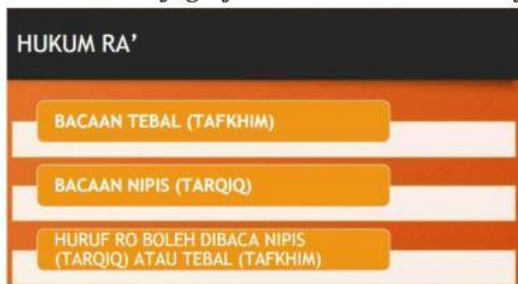 HUKUM RA’
BACAAN TEBAL (TAFKHIM)
BACAAN NIPIS (TARQIQ)
HURUF RO BOLEH DIBACA NIPIS
(TARQIQ) ATAU TEBAL (TAFKHIM)